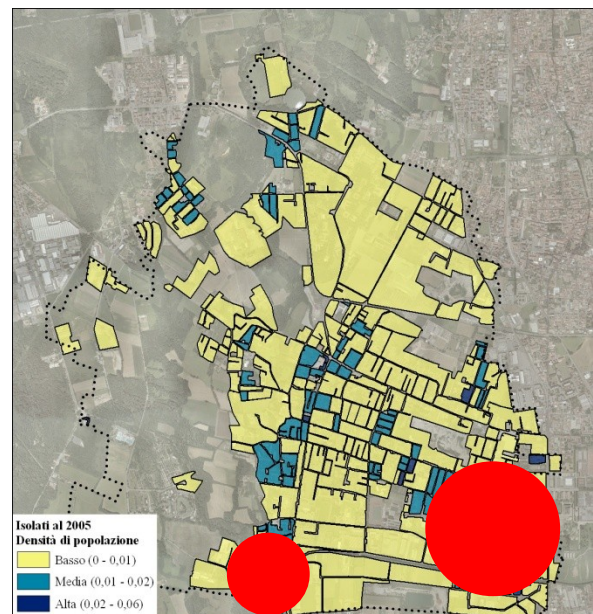 Isolati al 2005
Densità di popolazione
Basso (0 - 0,01)
Media (0,01 - 0,02)
Alta (0,02 - 0,06)